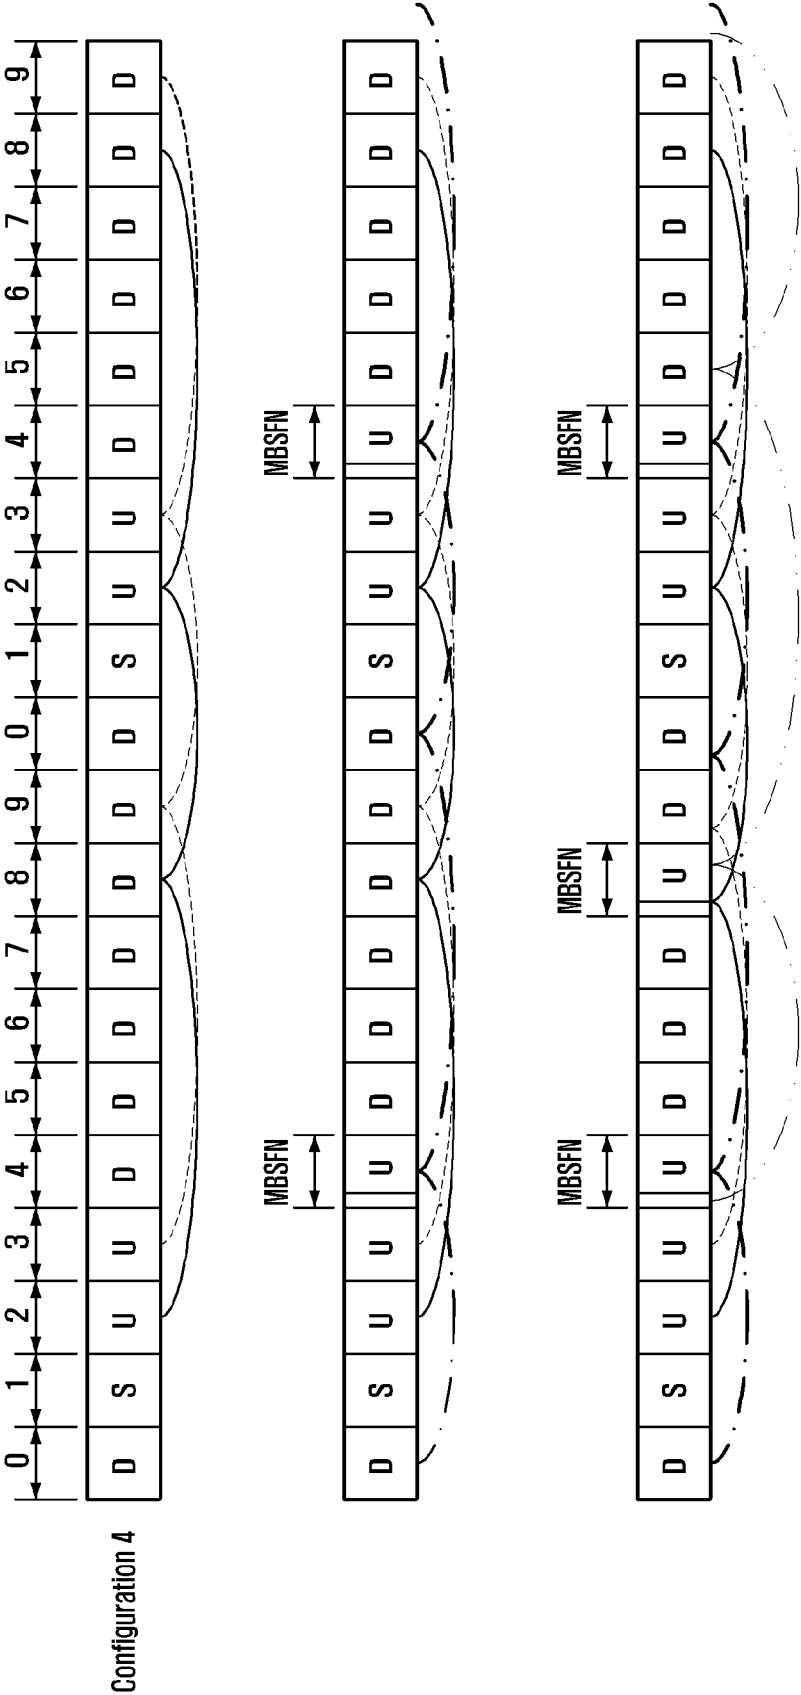 0 1 2 3 4 5 6 7 8 9 0 1 2 3 4 5 6 7 8 9
Configuration 4 D S U U D D D D D D D S U U D D D D D D
MBSFN MBSFN
D S U U U D D D D D D S U U U D D D D D
MBSFN MBSFN MBSFN
D S U U U D D D U D D S U U U D D D D D